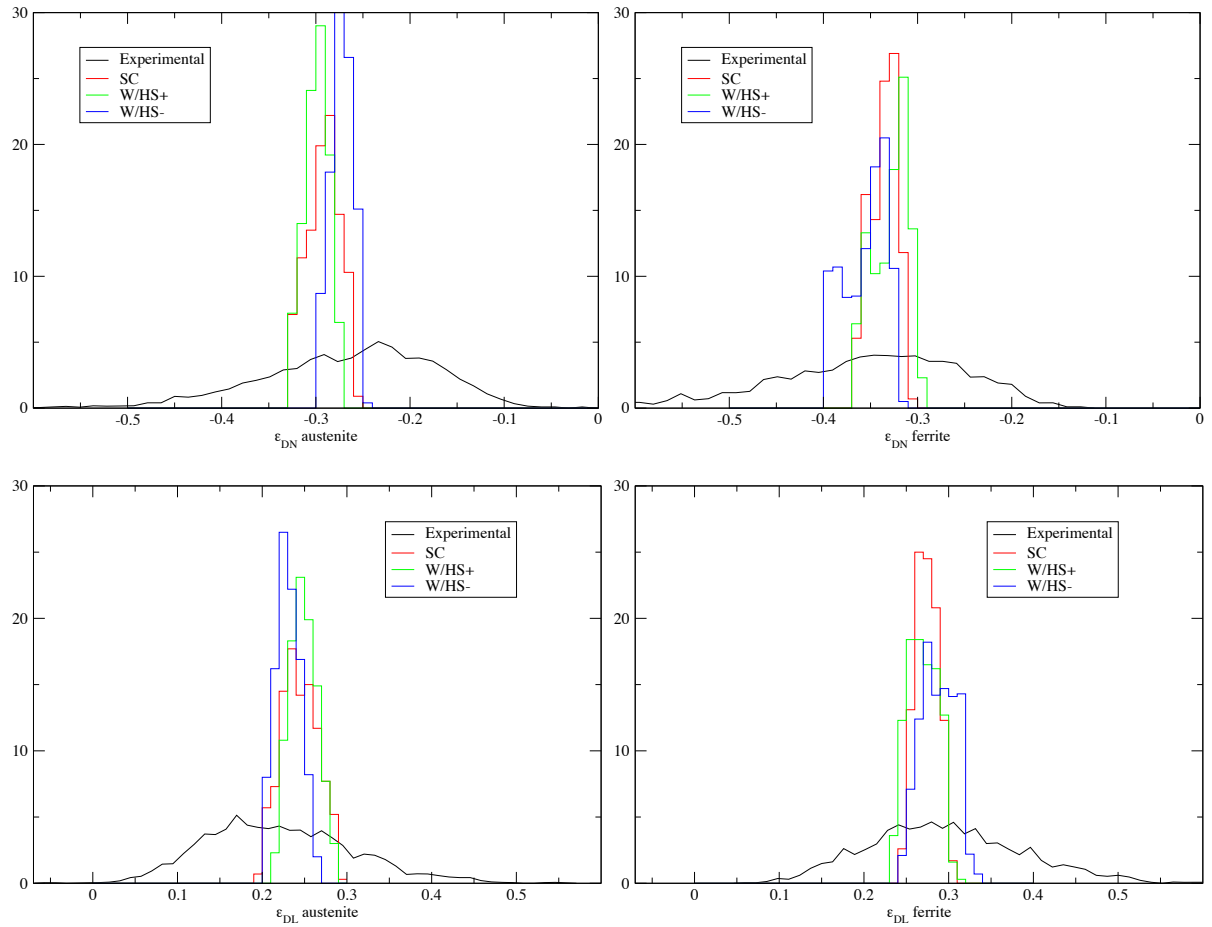 30
20
10
0
-0.5 -0.4 -0.3 -0.2 -0.1 0
ε_DN austenite
Experimental
SC
W/HS+
W/HS-
30
20
10
0
-0.5 -0.4 -0.3 -0.2 -0.1 0
ε_DN ferrite
Experimental
SC
W/HS+
W/HS-
30
20
10
0
0 0.1 0.2 0.3 0.4 0.5
ε_DL austenite
Experimental
SC
W/HS+
W/HS-
30
20
10
0
0 0.1 0.2 0.3 0.4 0.5
ε_DL ferrite
Experimental
SC
W/HS+
W/HS-